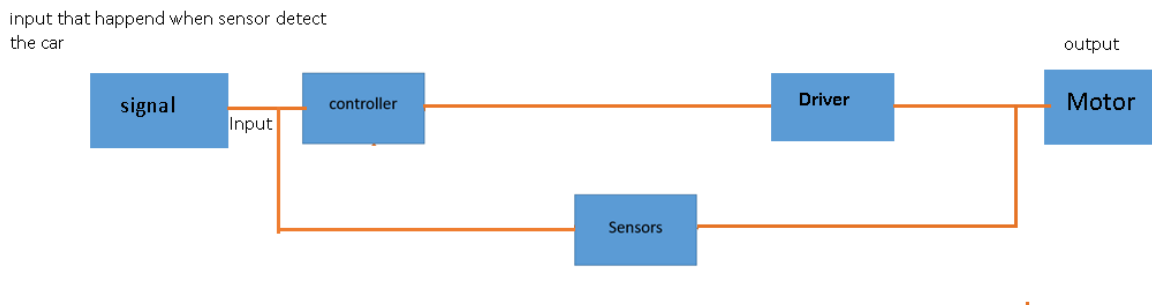 input that happend when sensor detect
the car
output
signal
controller
Driver
Motor
Input
Sensors